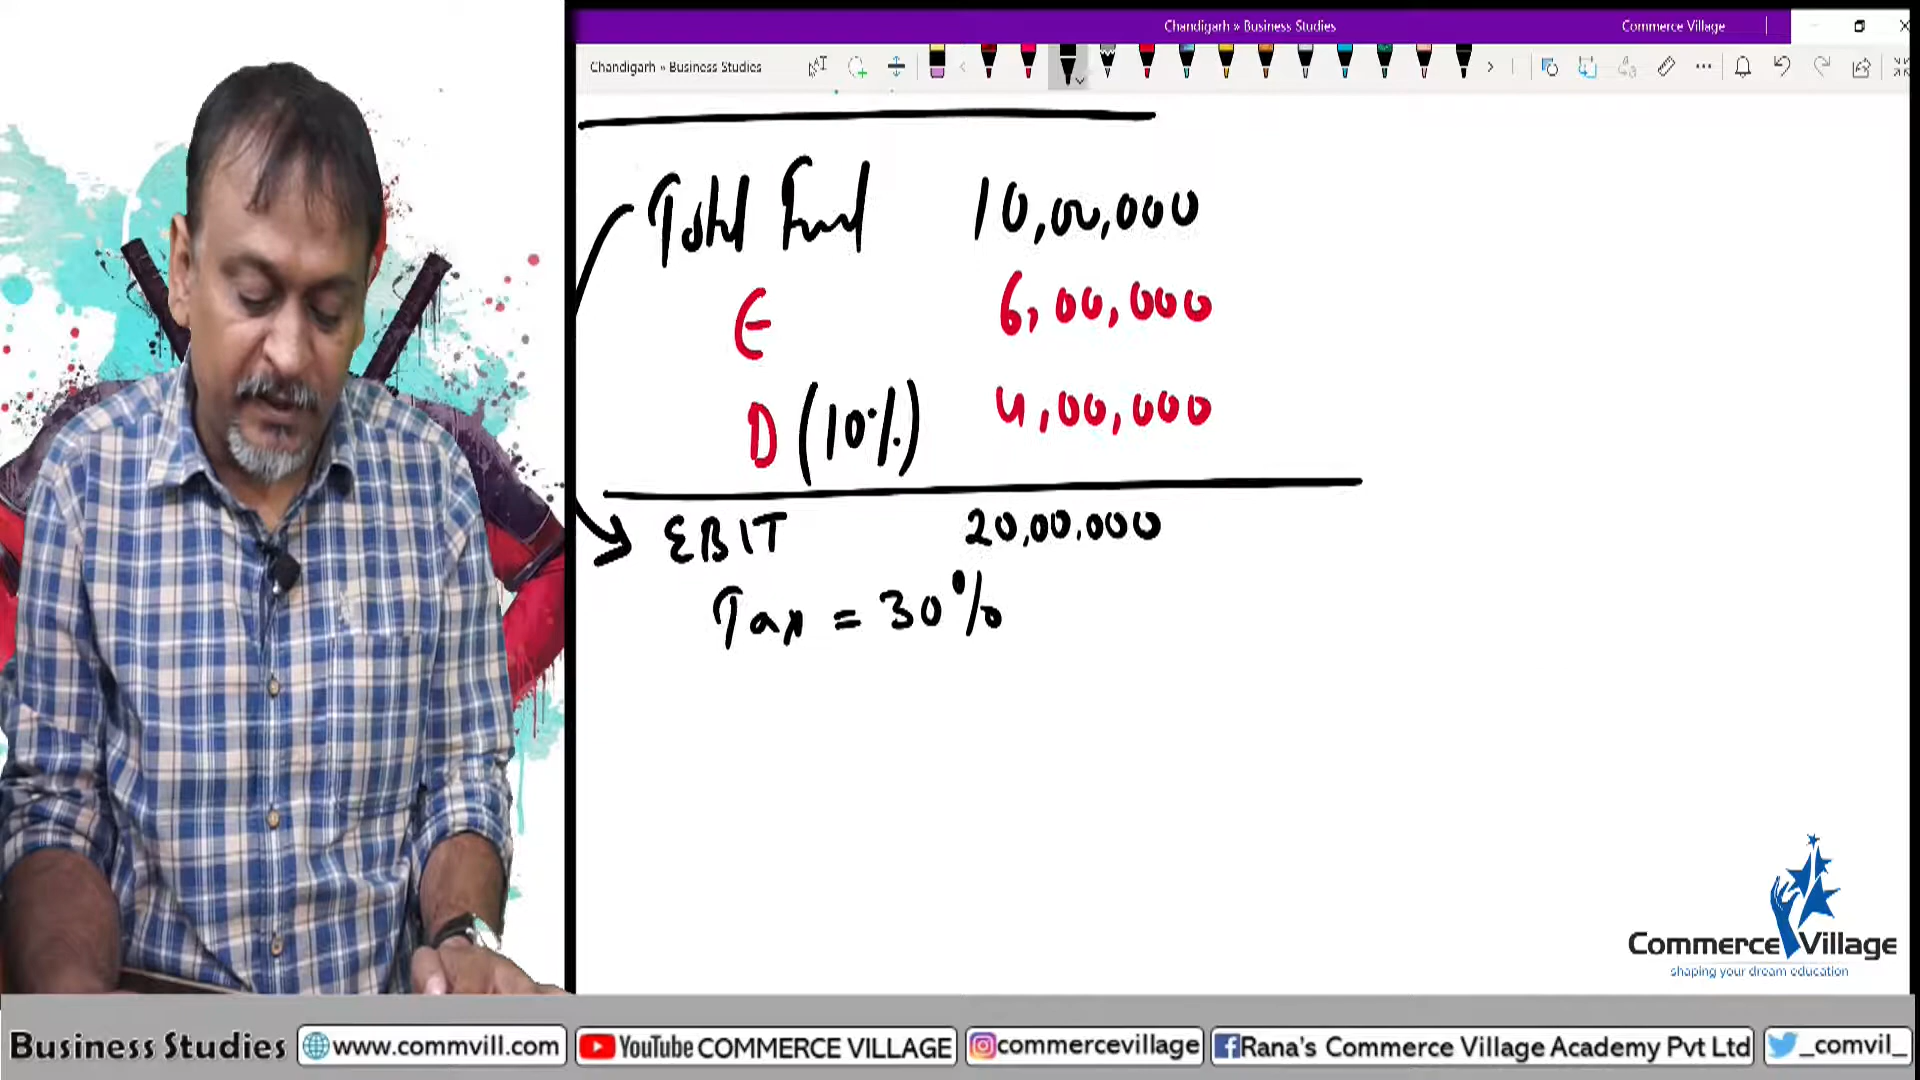 Chandigarh » Business Studies
Commerce Village
Chandigarh » Business Studies
Total Fund 10,00,000
E 6,00,000
D (10%) 4,00,000
EBIT 20,00,000
Tax = 30%
Commerce Village
shaping your dream education
Business Studies
www.commvill.com
YouTube COMMERCE VILLAGE
commercevillage
Rana's Commerce Village Academy Pvt Ltd
_comvil_